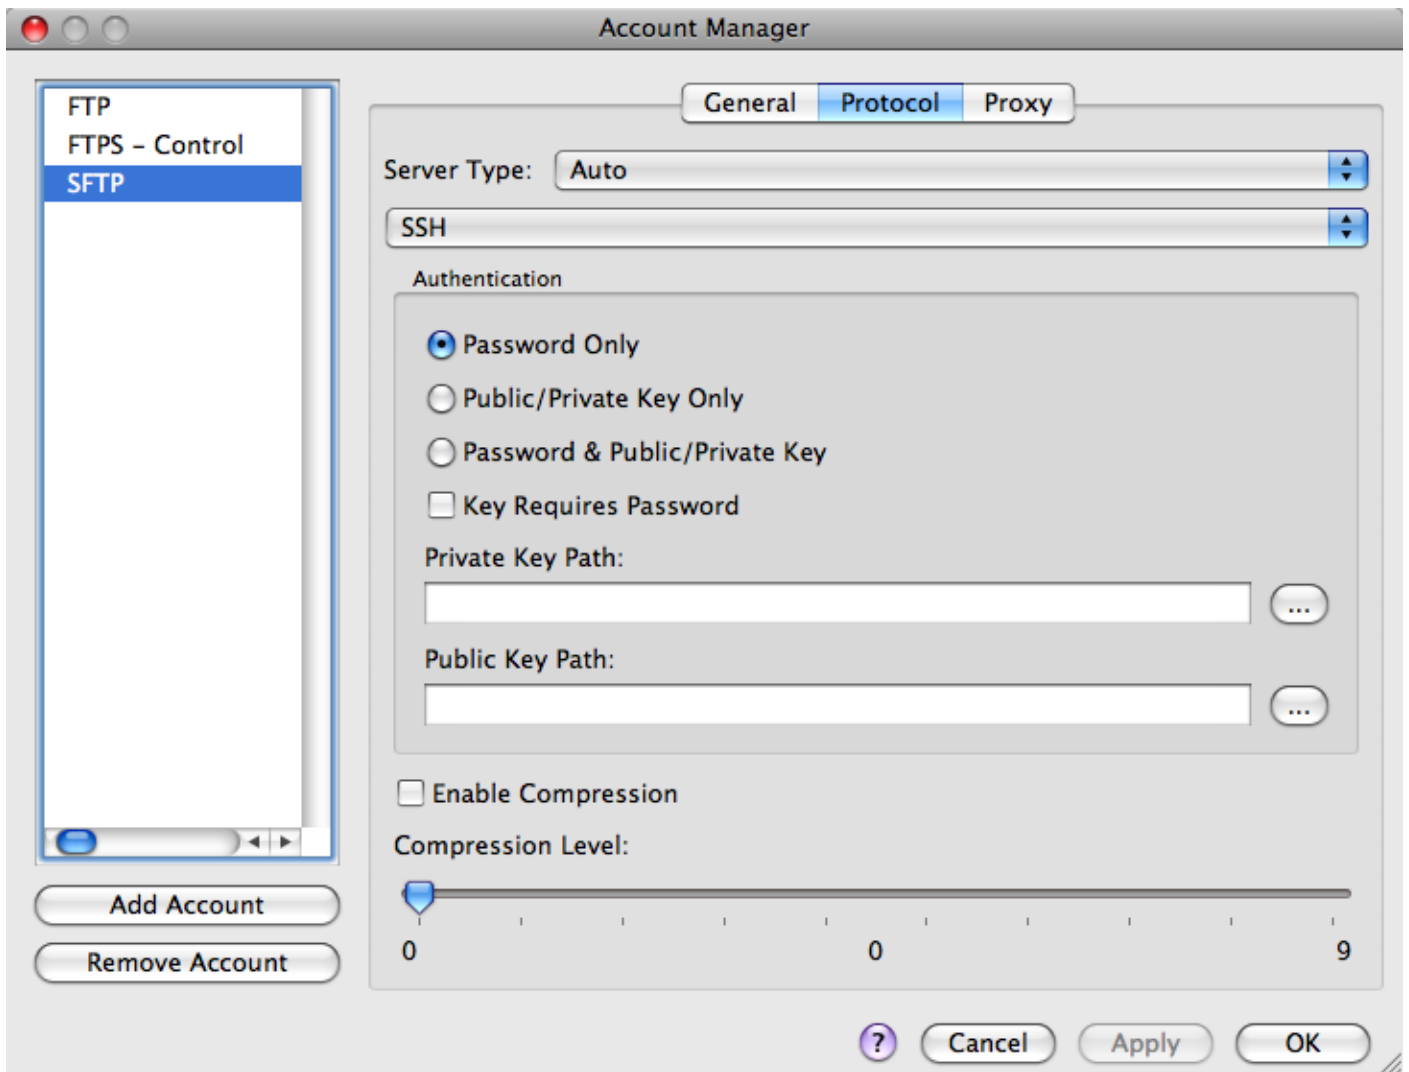 Account Manager
FTP
FTPS - Control
SFTP
Add Account
Remove Account
General Protocol Proxy
Server Type: Auto
SSH
Authentication
Password Only
Public/Private Key Only
Password & Public/Private Key
Key Requires Password
Private Key Path:
...
Public Key Path:
...
Enable Compression
Compression Level:
0 0 9
? Cancel Apply OK